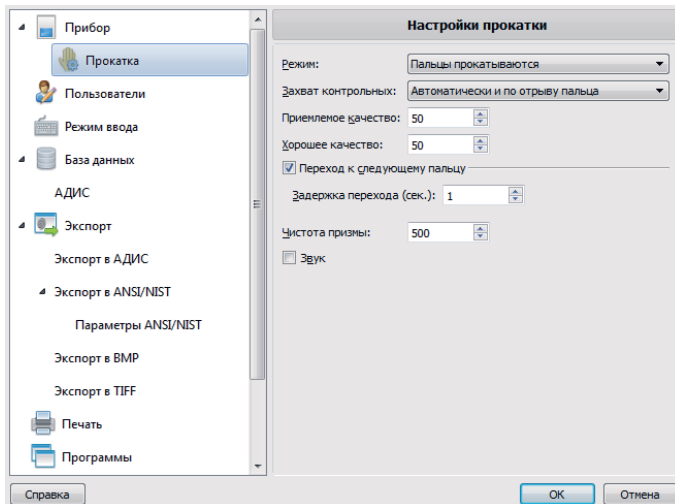 Прибор
Прокатка
Пользователи
Режим ввода
База данных
АДИС
Экспорт
Экспорт в АДИС
Экспорт в ANSI/NIST
Параметры ANSI/NIST
Экспорт в BMP
Экспорт в TIFF
Печать
Программы
Настройки прокатки
Режим: Пальцы прокатываются
Захват контрольных: Автоматически и по отрыву пальца
Приемлемое качество: 50
Хорошее качество: 50
Переход к следующему пальцу
Задержка перехода (сек.): 1
Чистота призмы: 500
Звук
Справка
ОК
Отмена